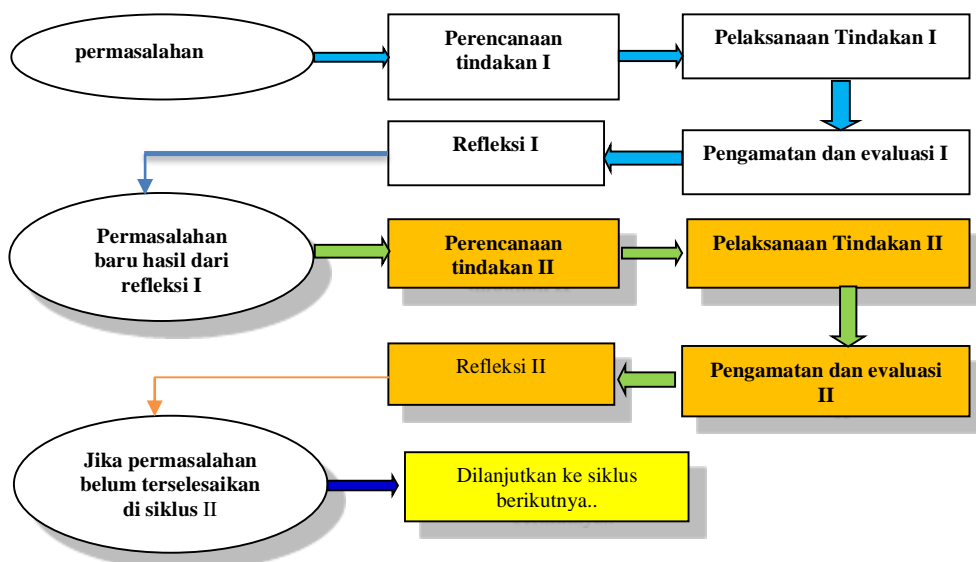 permasalahan
Perencanaan
tindakan I
Pelaksanaan Tindakan I
Refleksi I
Pengamatan dan evaluasi I
Permasalahan
baru hasil dari
refleksi I
Perencanaan
tindakan II
Pelaksanaan Tindakan II
Refleksi II
Pengamatan dan evaluasi
II
Jika permasalahan
belum terselesaikan
di siklus II
Dilanjutkan ke siklus
berikutnya..